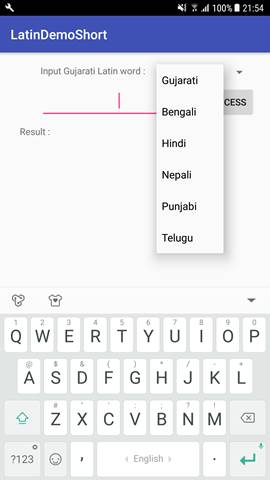 100% 21:54
LatinDemoShort
Input Gujarati Latin word :
Gujarati
Bengali
CESS
Hindi
Result :
Nepali
Punjabi
Telugu
1 2 3 4 5 6 7 8 9 0
Q W E R T Y U I O P
@ $ & _ ( ) : ; "
A S D F G H J K L
Z X C V B N M
?123 , English .